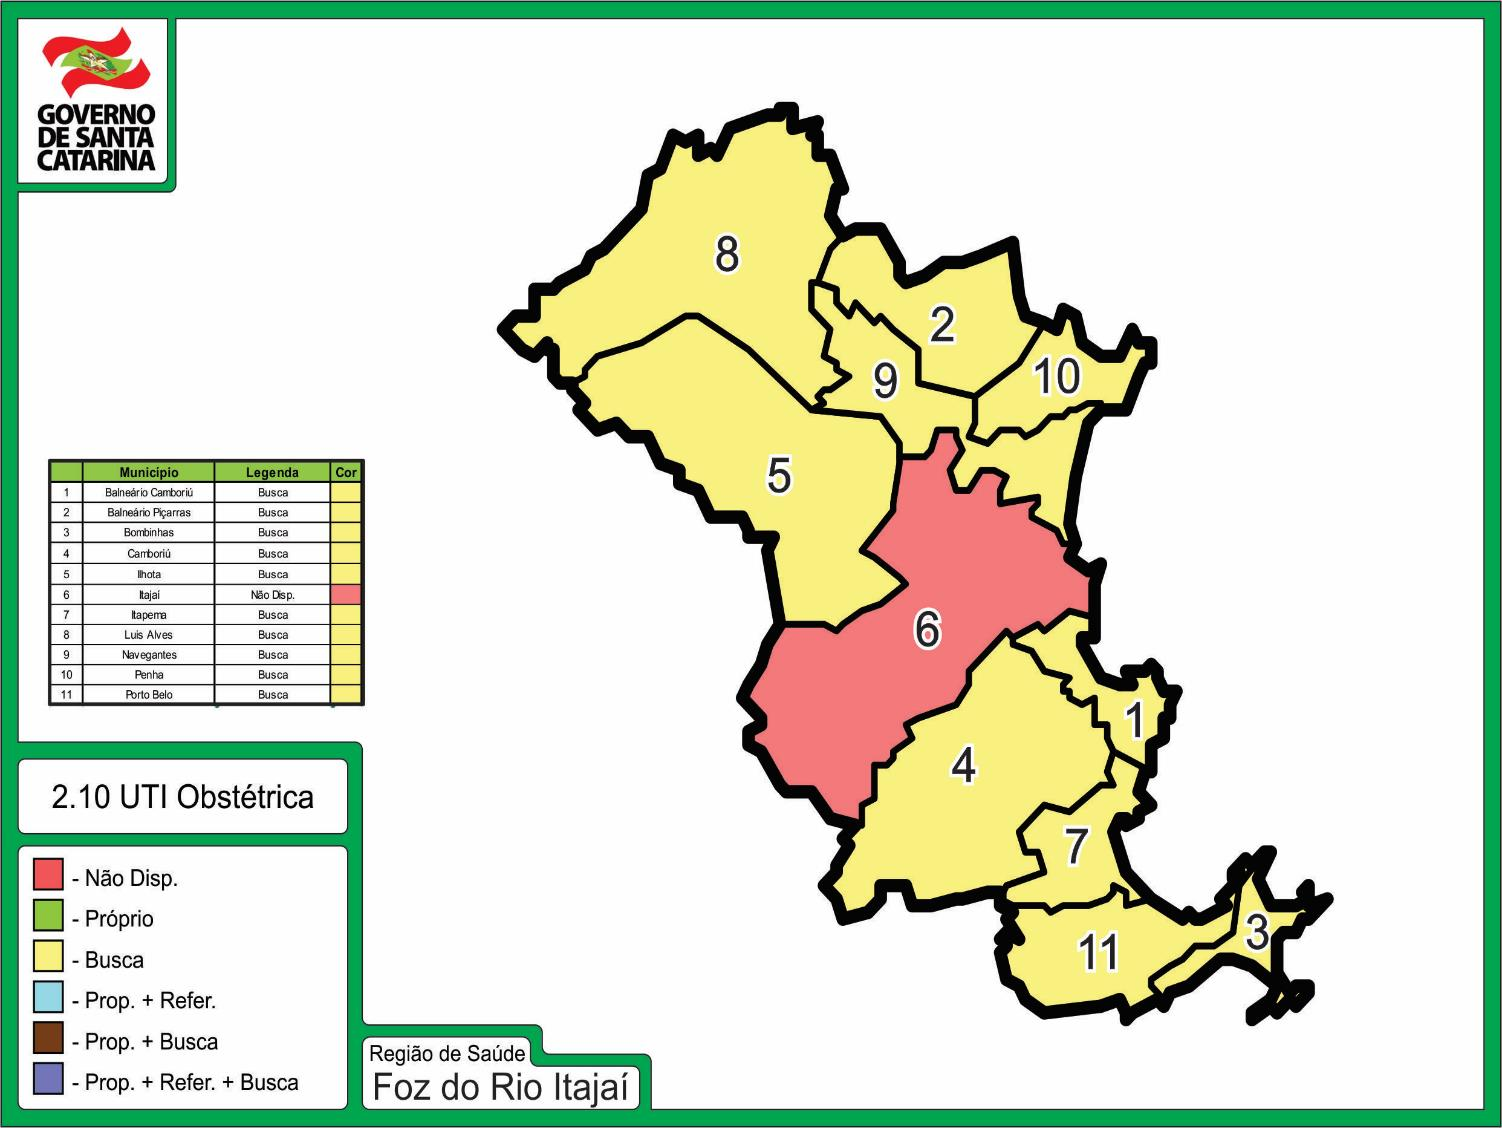 GOVERNO
DE SANTA
CATARINA
8
2
10
9
5
6
1
4
7
3
11
Município Legenda Cor
1 Balneário Camboriú Busca
2 Balneário Piçarras Busca
3 Bombinhas Busca
4 Camboriú Busca
5 Ilhota Busca
6 Itajaí Não Disp.
7 Itapema Busca
8 Luis Alves Busca
9 Navegantes Busca
10 Penha Busca
11 Porto Belo Busca
2.10 UTI Obstétrica
- Não Disp.
- Próprio
- Busca
- Prop. + Refer.
- Prop. + Busca
- Prop. + Refer. + Busca
Região de Saúde
Foz do Rio Itajaí